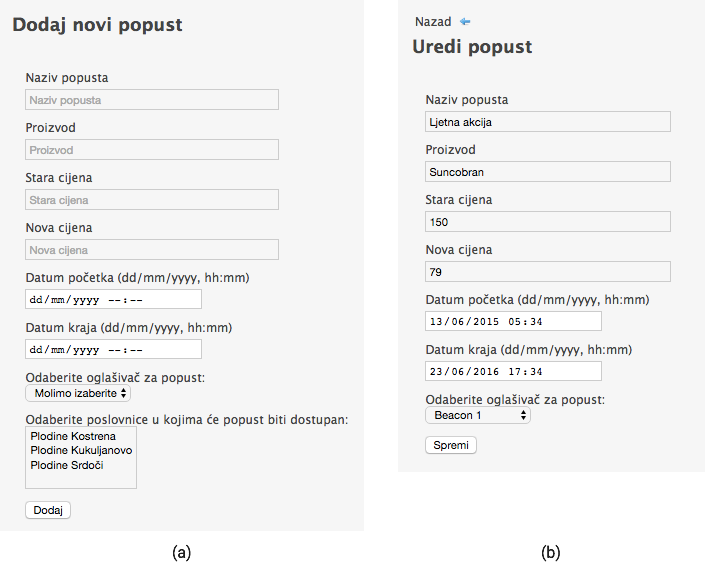 Dodaj novi popust
Naziv popusta
Naziv popusta
Proizvod
Proizvod
Stara cijena
Stara cijena
Nova cijena
Nova cijena
Datum početka (dd/mm/yyyy, hh:mm)
dd/mm/yyyy --:--
Datum kraja (dd/mm/yyyy, hh:mm)
dd/mm/yyyy --:--
Odaberite oglašivač za popust:
Molimo izaberite
Odaberite poslovnice u kojima će popust biti dostupan:
Plodine Kostrena
Plodine Kukuljanovo
Plodine Srdoči
Dodaj
(a)
Nazad
Uredi popust
Naziv popusta
Ljetna akcija
Proizvod
Suncobran
Stara cijena
150
Nova cijena
79
Datum početka (dd/mm/yyyy, hh:mm)
13/06/2015 05:34
Datum kraja (dd/mm/yyyy, hh:mm)
23/06/2016 17:34
Odaberite oglašivač za popust:
Beacon 1
Spremi
(b)